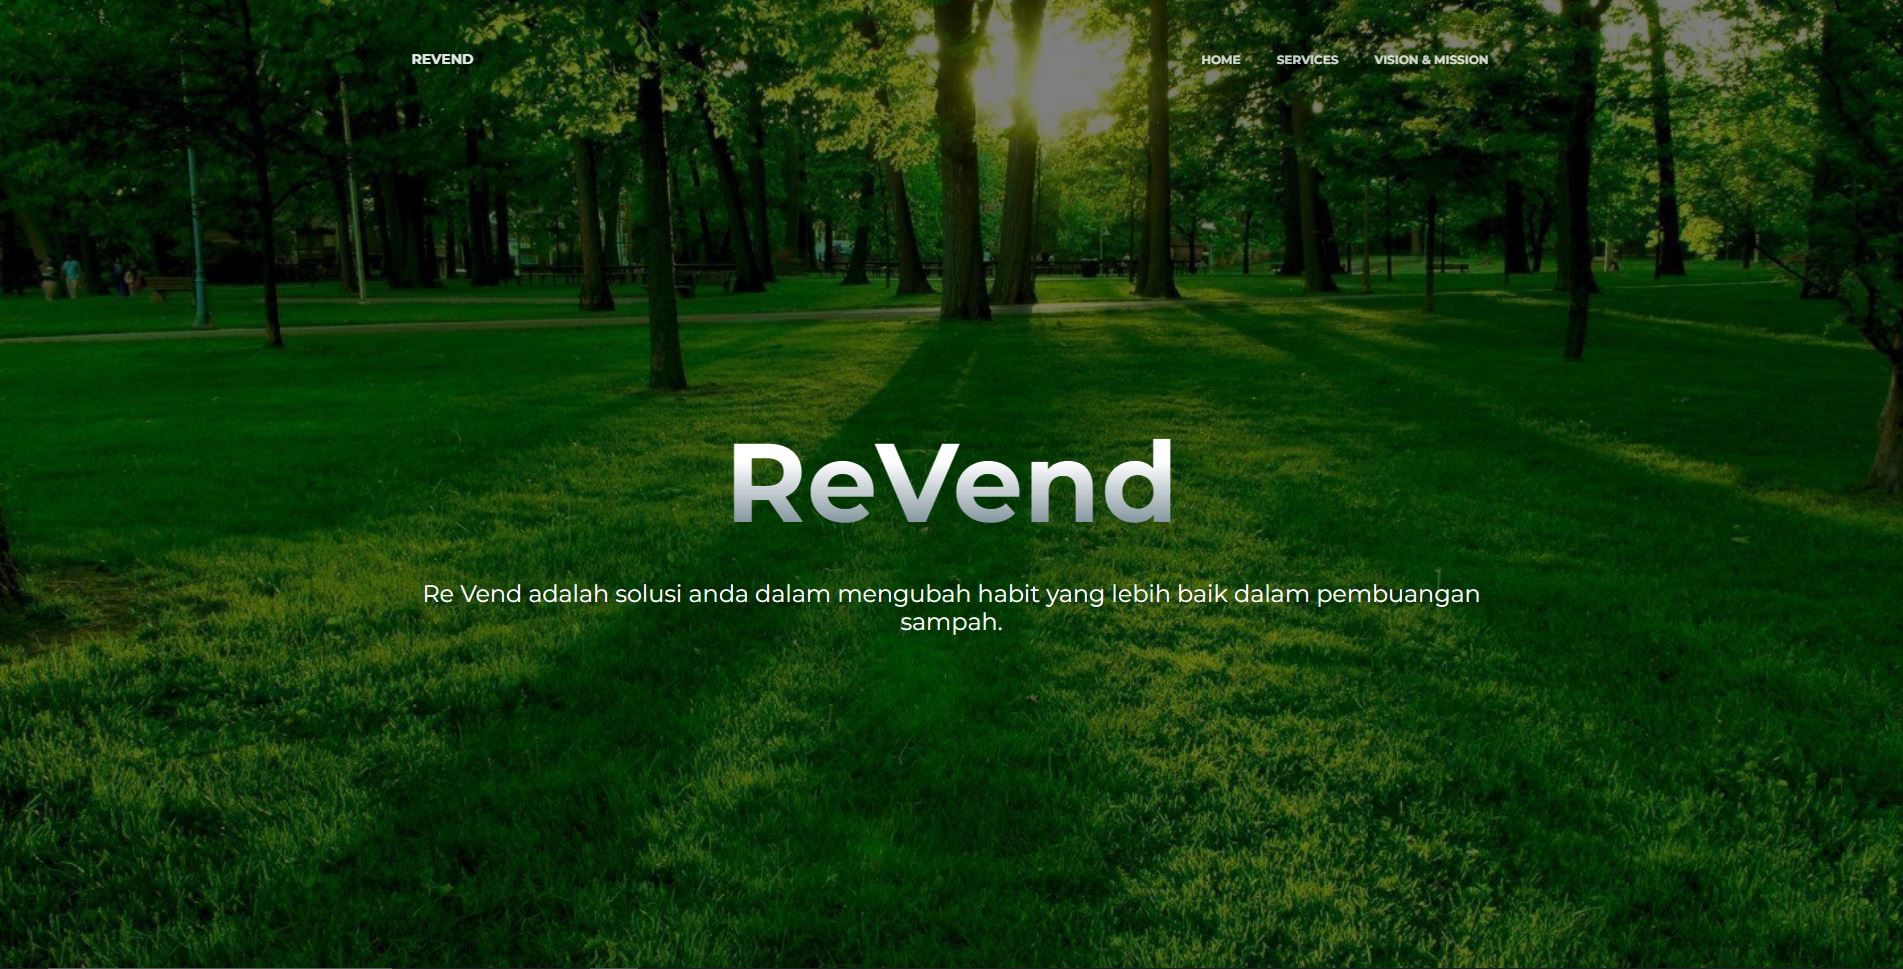 REVEND
HOME SERVICES VISION & MISSION
ReVend
Re Vend adalah solusi anda dalam mengubah habit yang lebih baik dalam pembuangan
sampah.